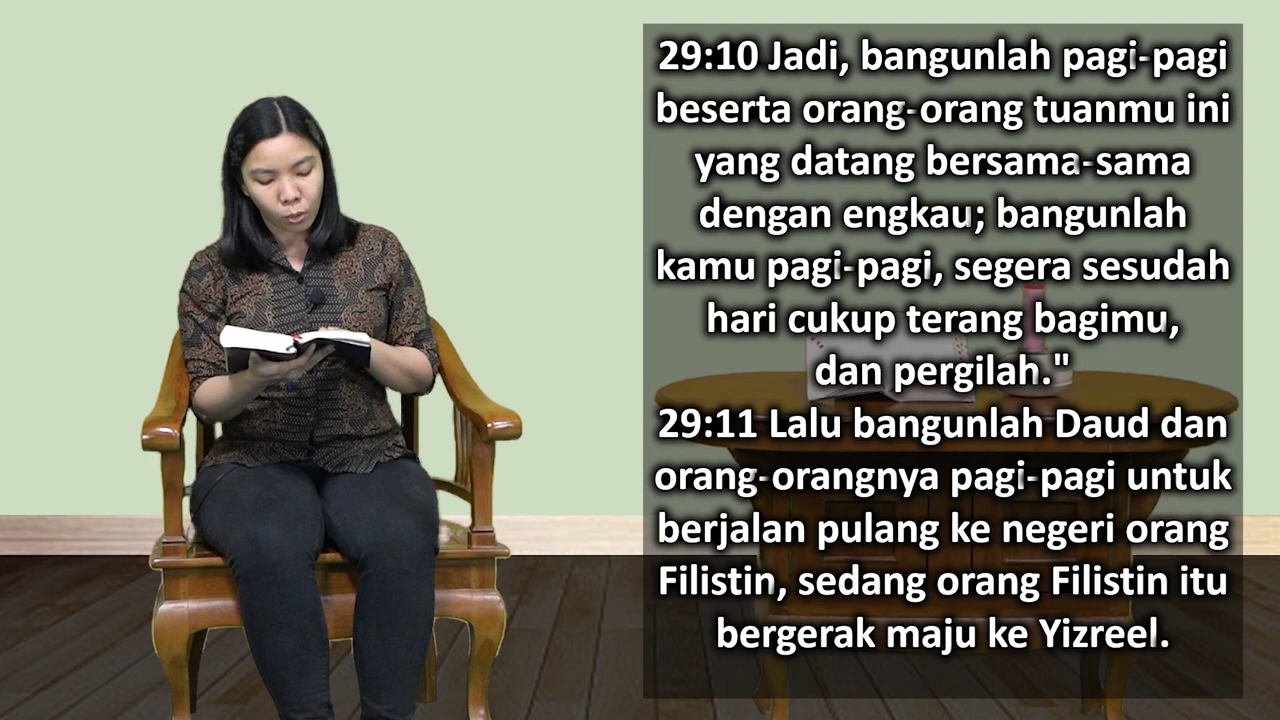 29:10 Jadi, bangunlah pagi-pagi
beserta orang-orang tuanmu ini
yang datang bersama-sama
dengan engkau; bangunlah
kamu pagi-pagi, segera sesudah
hari cukup terang bagimu,
dan pergilah."
29:11 Lalu bangunlah Daud dan
orang-orangnya pagi-pagi untuk
berjalan pulang ke negeri orang
Filistin, sedang orang Filistin itu
bergerak maju ke Yizreel.